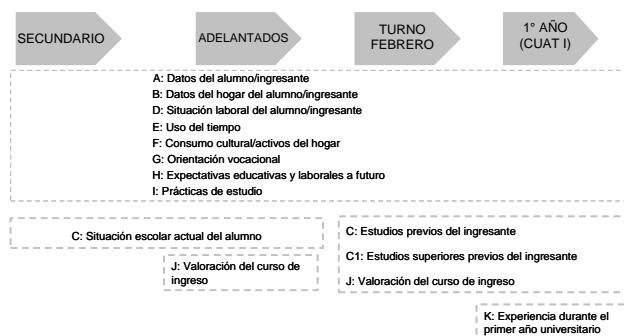 SECUNDARIO
ADELANTADOS
TURNO
FEBRERO
1° AÑO
(CUAT I)
A: Datos del alumno/ingresante
B: Datos del hogar del alumno/ingresante
D: Situación laboral del alumno/ingresante
E: Uso del tiempo
F: Consumo cultural/activos del hogar
G: Orientación vocacional
H: Expectativas educativas y laborales a futuro
I: Prácticas de estudio
C: Situación escolar actual del alumno
J: Valoración del curso de
ingreso
C: Estudios previos del ingresante
C1: Estudios superiores previos del ingresante
J: Valoración del curso de ingreso
K: Experiencia durante el
primer año universitario